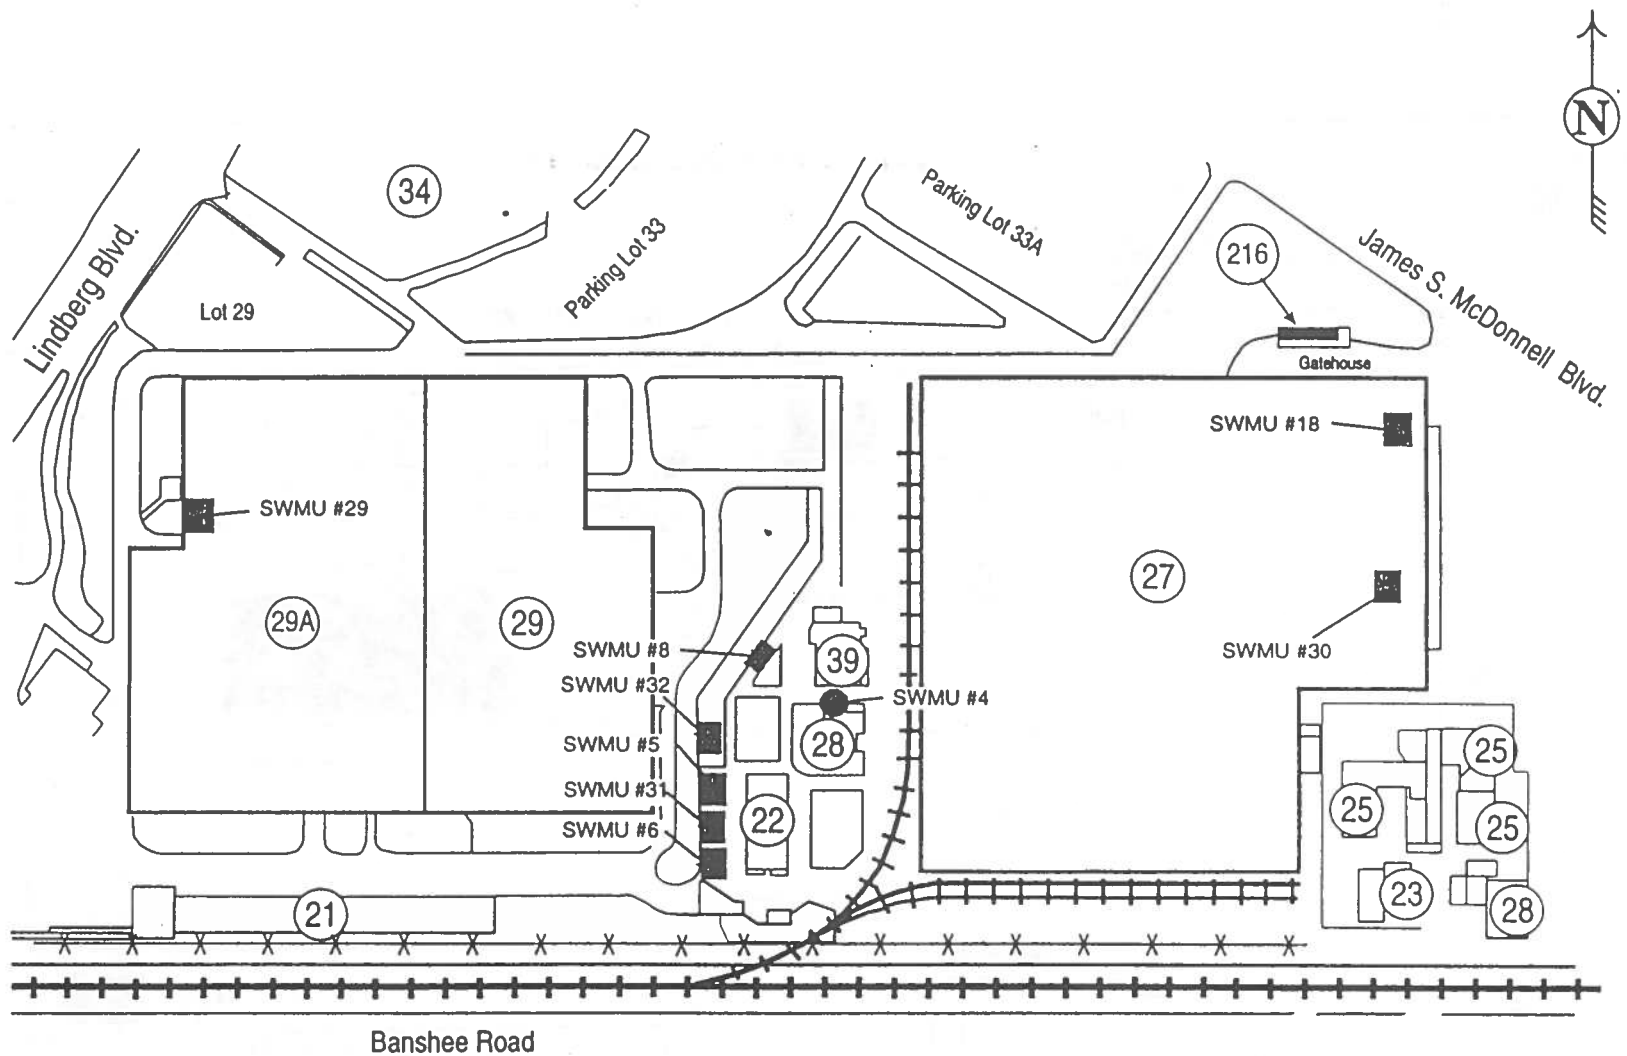 N
34
Parking Lot 33
Parking Lot 33A
216
James S. McDonnell Blvd.
Lindberg Blvd.
Lot 29
Gatehouse
SWMU #18
SWMU #29
27
29A
29
SWMU #8
39
SWMU #30
SWMU #32
SWMU #4
SWMU #5
28
25
SWMU #31
25
22
SWMU #6
25
23
21
28
Banshee Road